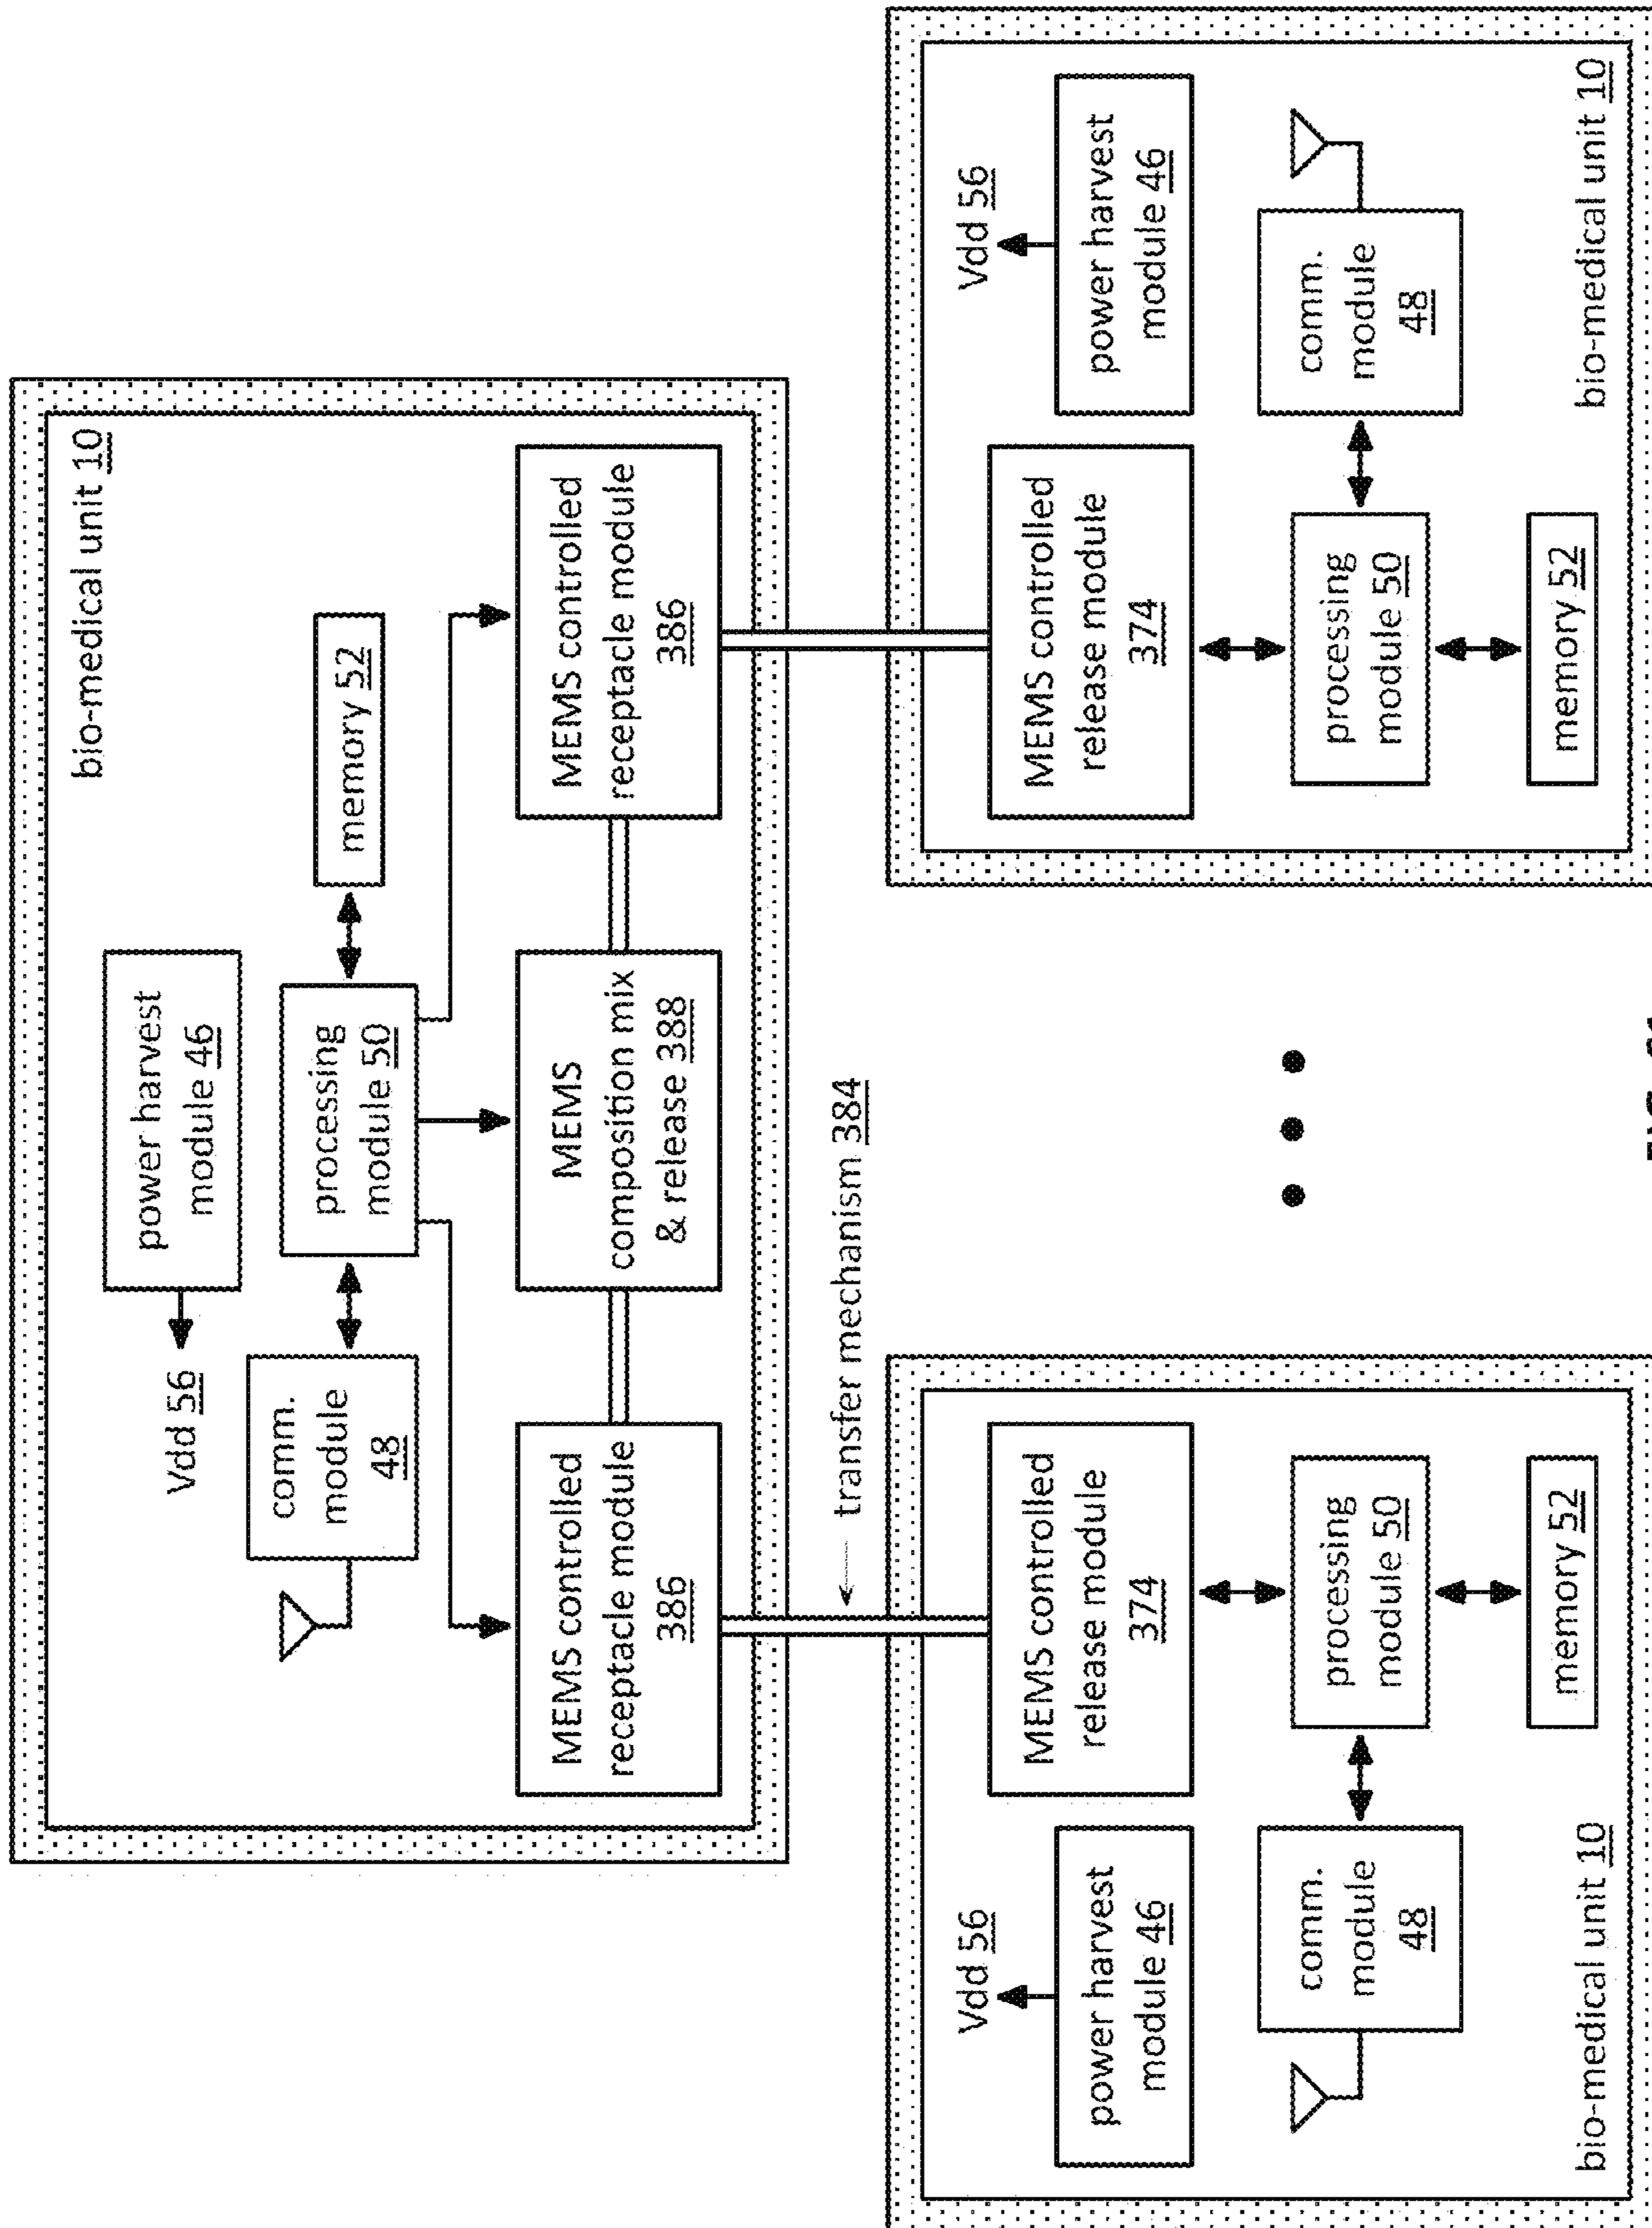 bio-medical unit 10
power harvest
module 46
Vdd 56
comm.
module
48
processing
module 50
memory 52
MEMS controlled
receptacle module
386
MEMS
composition mix
& release 388
MEMS controlled
receptacle module
386
transfer mechanism 384
Vdd 56
power harvest
module 46
MEMS controlled
release module
374
comm.
module
48
processing
module 50
memory 52
bio-medical unit 10
MEMS controlled
release module
374
Vdd 56
power harvest
module 46
processing
module 50
comm.
module
48
memory 52
bio-medical unit 10